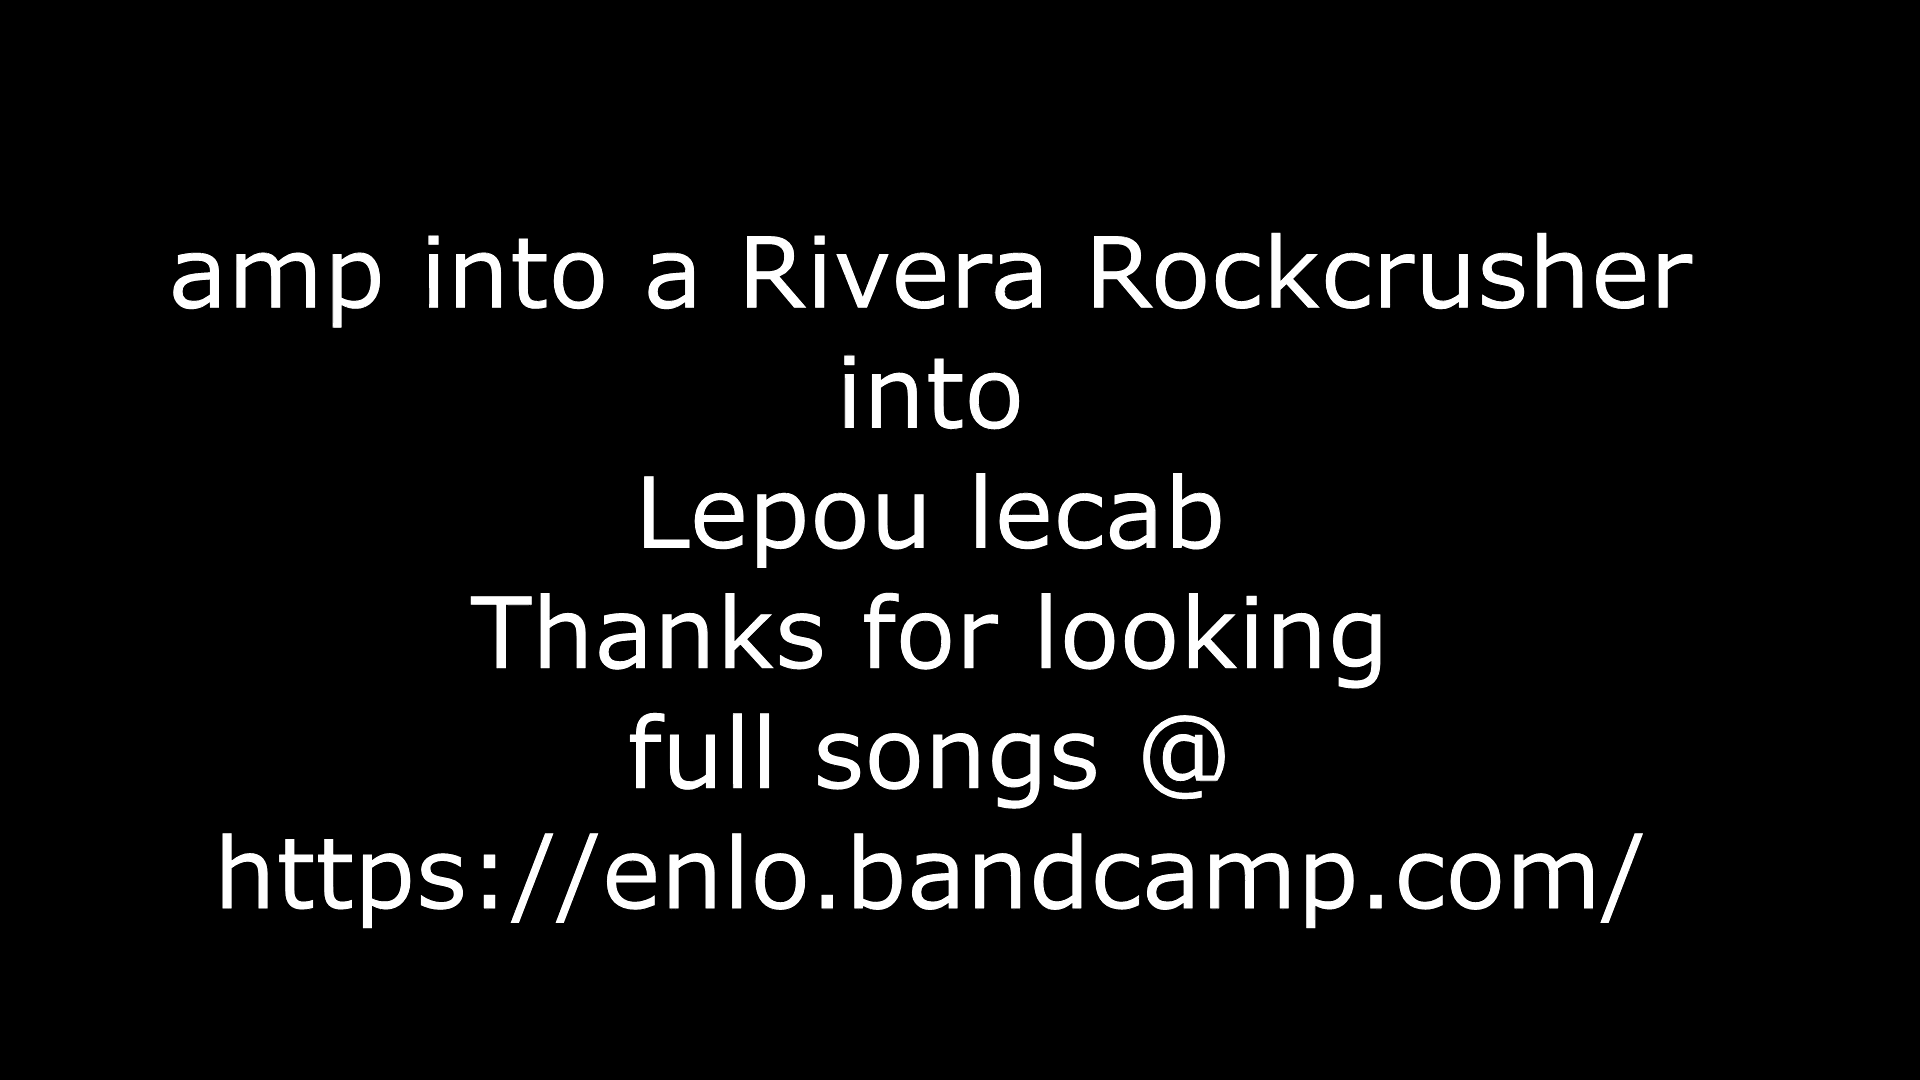 amp into a Rivera Rockcrusher
into
Lepou lecab
Thanks for looking
full songs @
https://enlo.bandcamp.com/